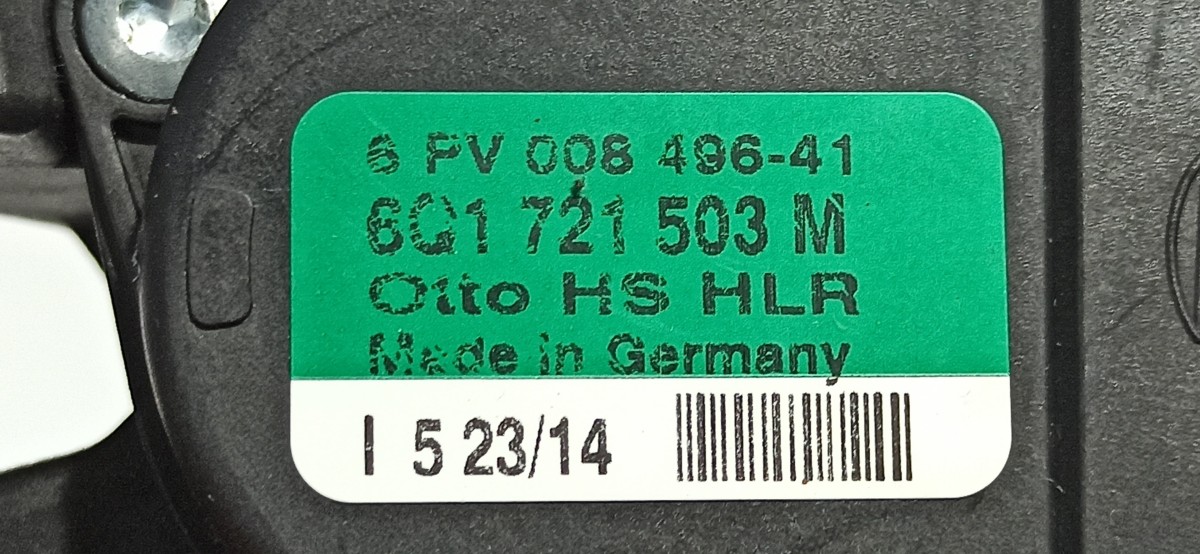 6 PV 008 496-41
6Q1 721 503 M
Otto HS HLR
Made in Germany
I 5 23/14